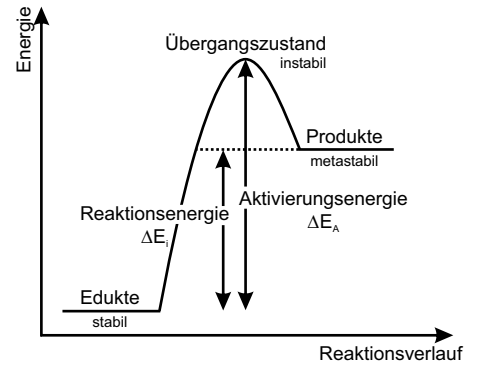 Energie
Übergangszustand
instabil
Produkte
metastabil
Reaktionsenergie
ΔEi
Aktivierungsenergie
ΔEA
Edukte
stabil
Reaktionsverlauf